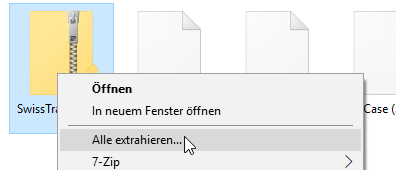 Öffnen
SwissTra
In neuem Fenster öffnen
Case (
Alle extrahieren...
7-Zip